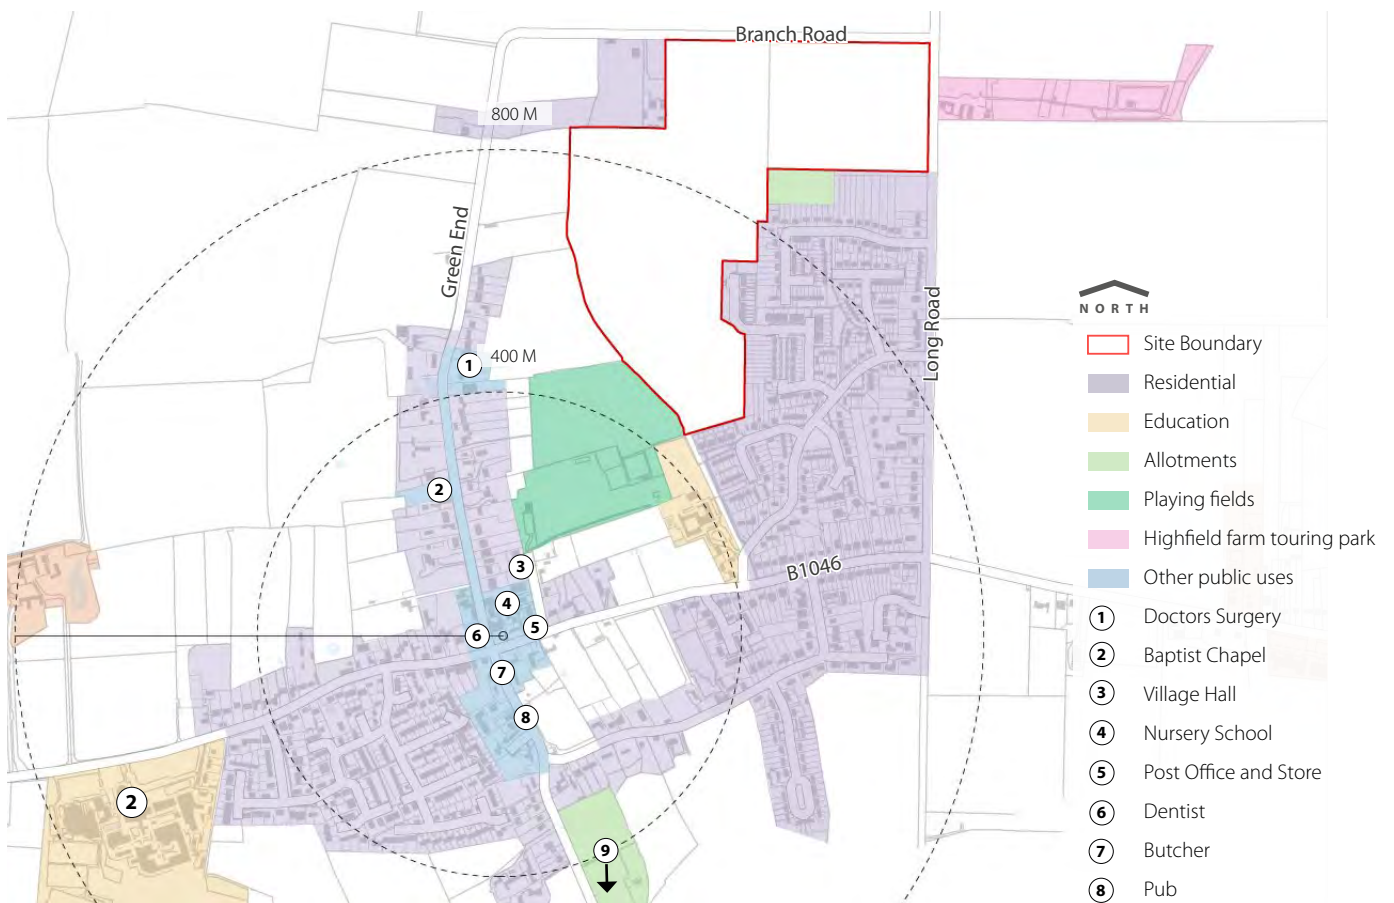 Branch Road
800 M
Green End
Long Road
400 M
1
2
3
B1046
4
5
6
7
8
2
9
NORTH
Site Boundary
Residential
Education
Allotments
Playing fields
Highfield farm touring park
Other public uses
1 Doctors Surgery
2 Baptist Chapel
3 Village Hall
4 Nursery School
5 Post Office and Store
6 Dentist
7 Butcher
8 Pub